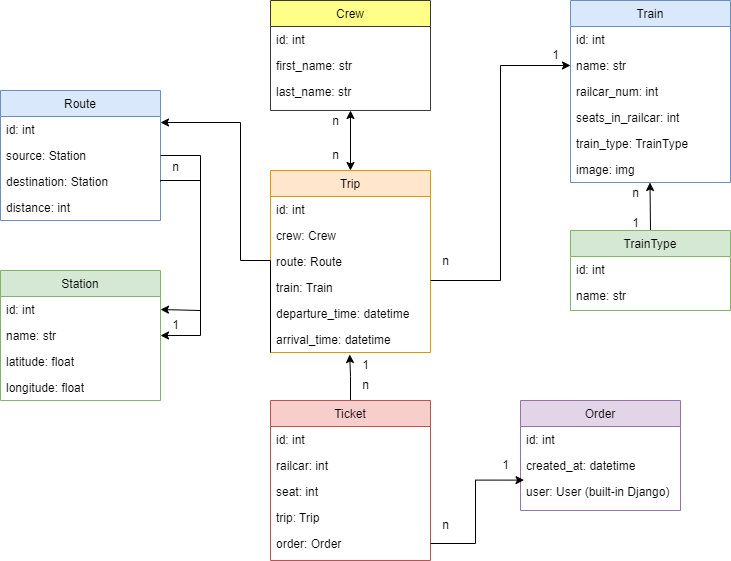 Crew
id: int
first_name: str
last_name: str
n
n
Train
id: int
name: str
railcar_num: int
seats_in_railcar: int
train_type: TrainType
image: img
1
n
1
TrainType
id: int
name: str
Route
id: int
source: Station
destination: Station
distance: int
n
Station
id: int
name: str
latitude: float
longitude: float
1
Trip
id: int
crew: Crew
route: Route
train: Train
departure_time: datetime
arrival_time: datetime
n
1
n
Ticket
id: int
railcar: int
seat: int
trip: Trip
order: Order
n
1
Order
id: int
created_at: datetime
user: User (built-in Django)